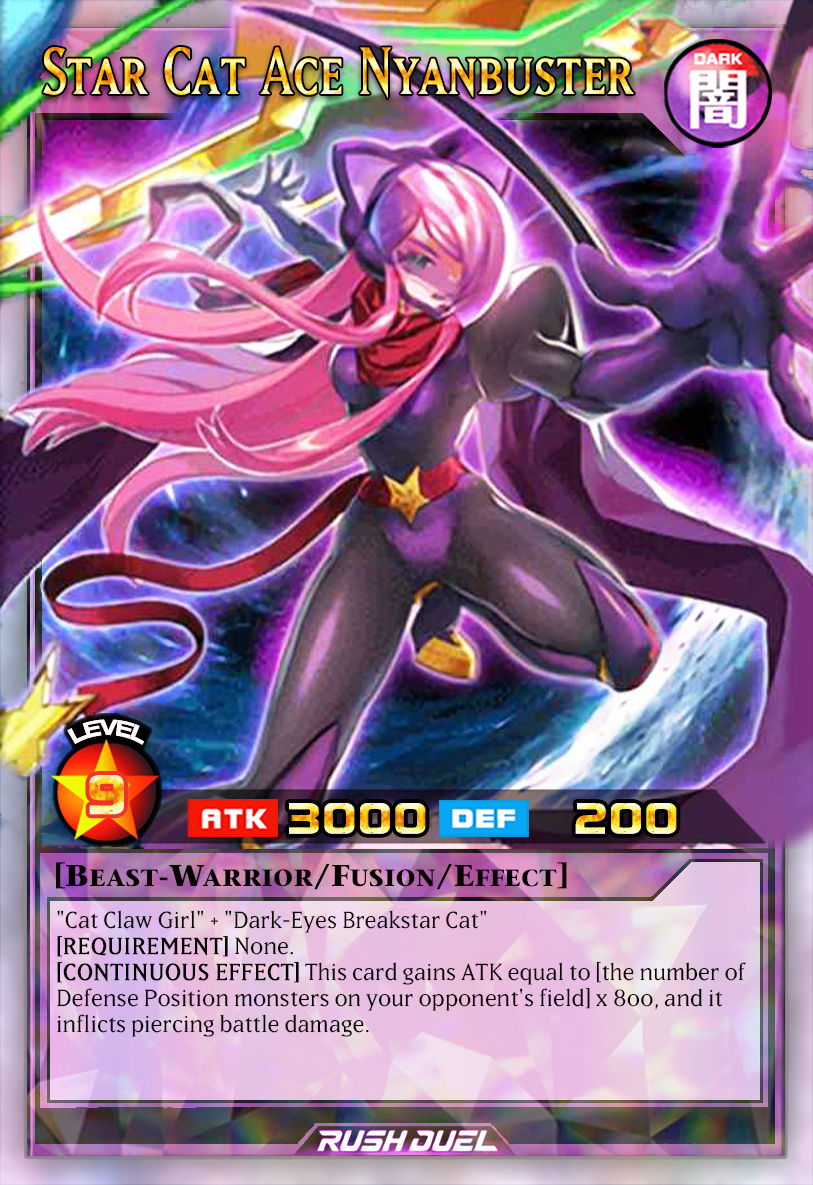 STAR CAT ACE NYANBUSTER
DARK
闇
LEVEL
9
ATK 3000 DEF 200
[BEAST-WARRIOR/FUSION/EFFECT]
"Cat Claw Girl" + "Dark-Eyes Breakstar Cat"
[REQUIREMENT] None.
[CONTINUOUS EFFECT] This card gains ATK equal to [the number of
Defense Position monsters on your opponent's field] x 800, and it
inflicts piercing battle damage.
RUSH DUEL